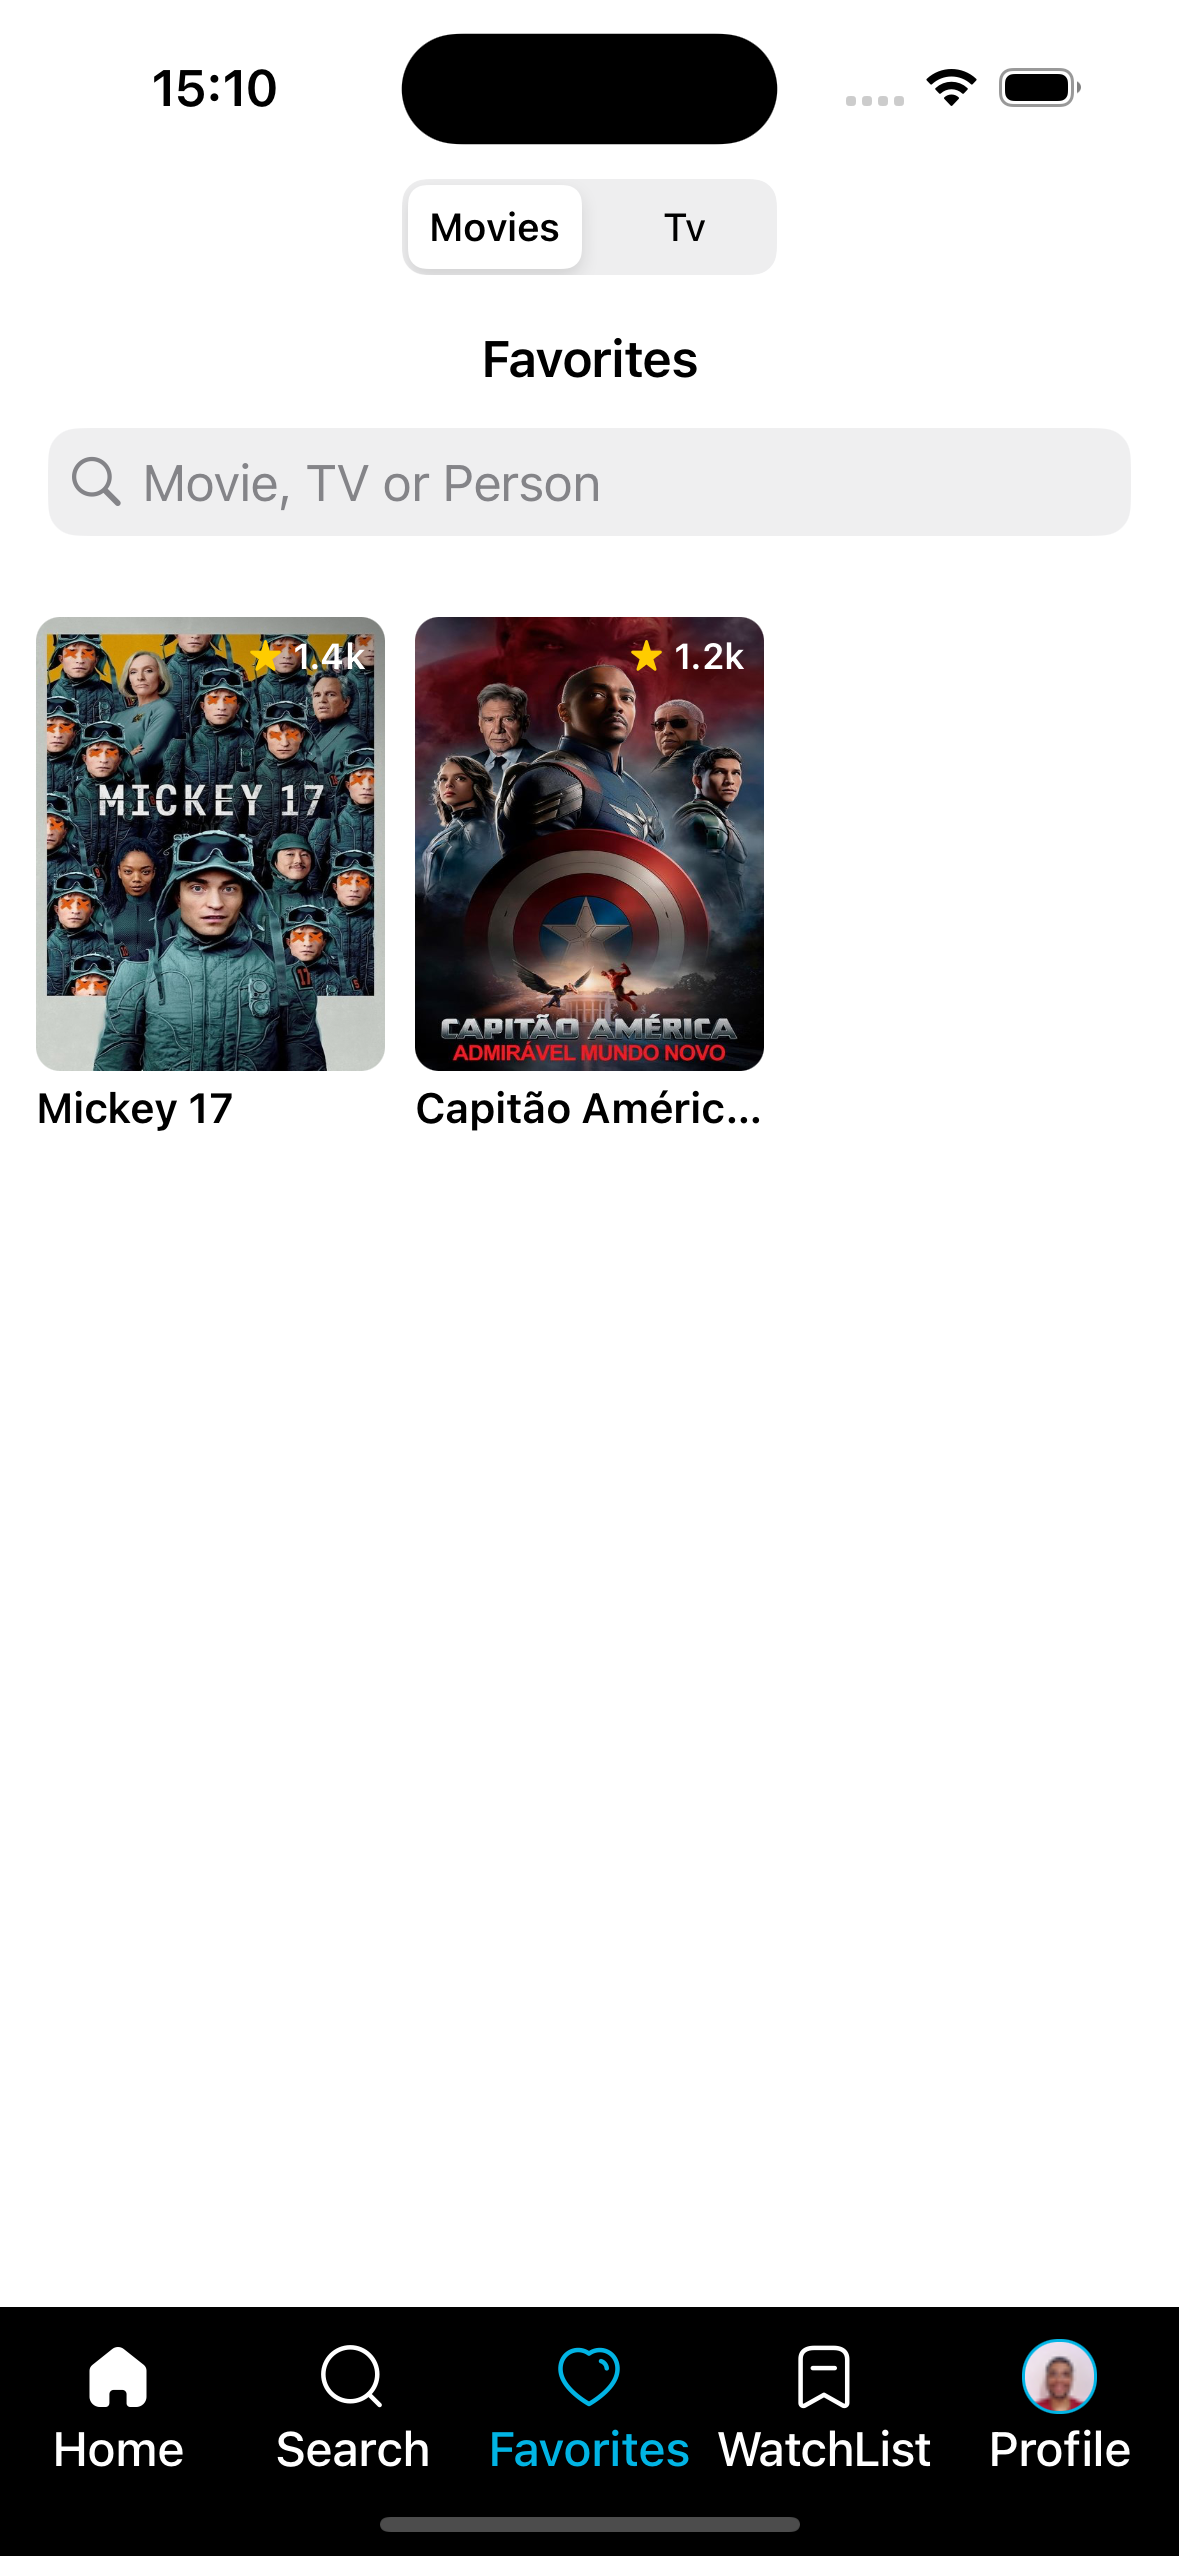 15:10
Movies Tv
Favorites
Movie, TV or Person
1.4k 1.2k
MICKEY 17
CAPITÃO AMÉRICA
ADMIRÁVEL MUNDO NOVO
Mickey 17 Capitão Améric...
Home Search Favorites WatchList Profile